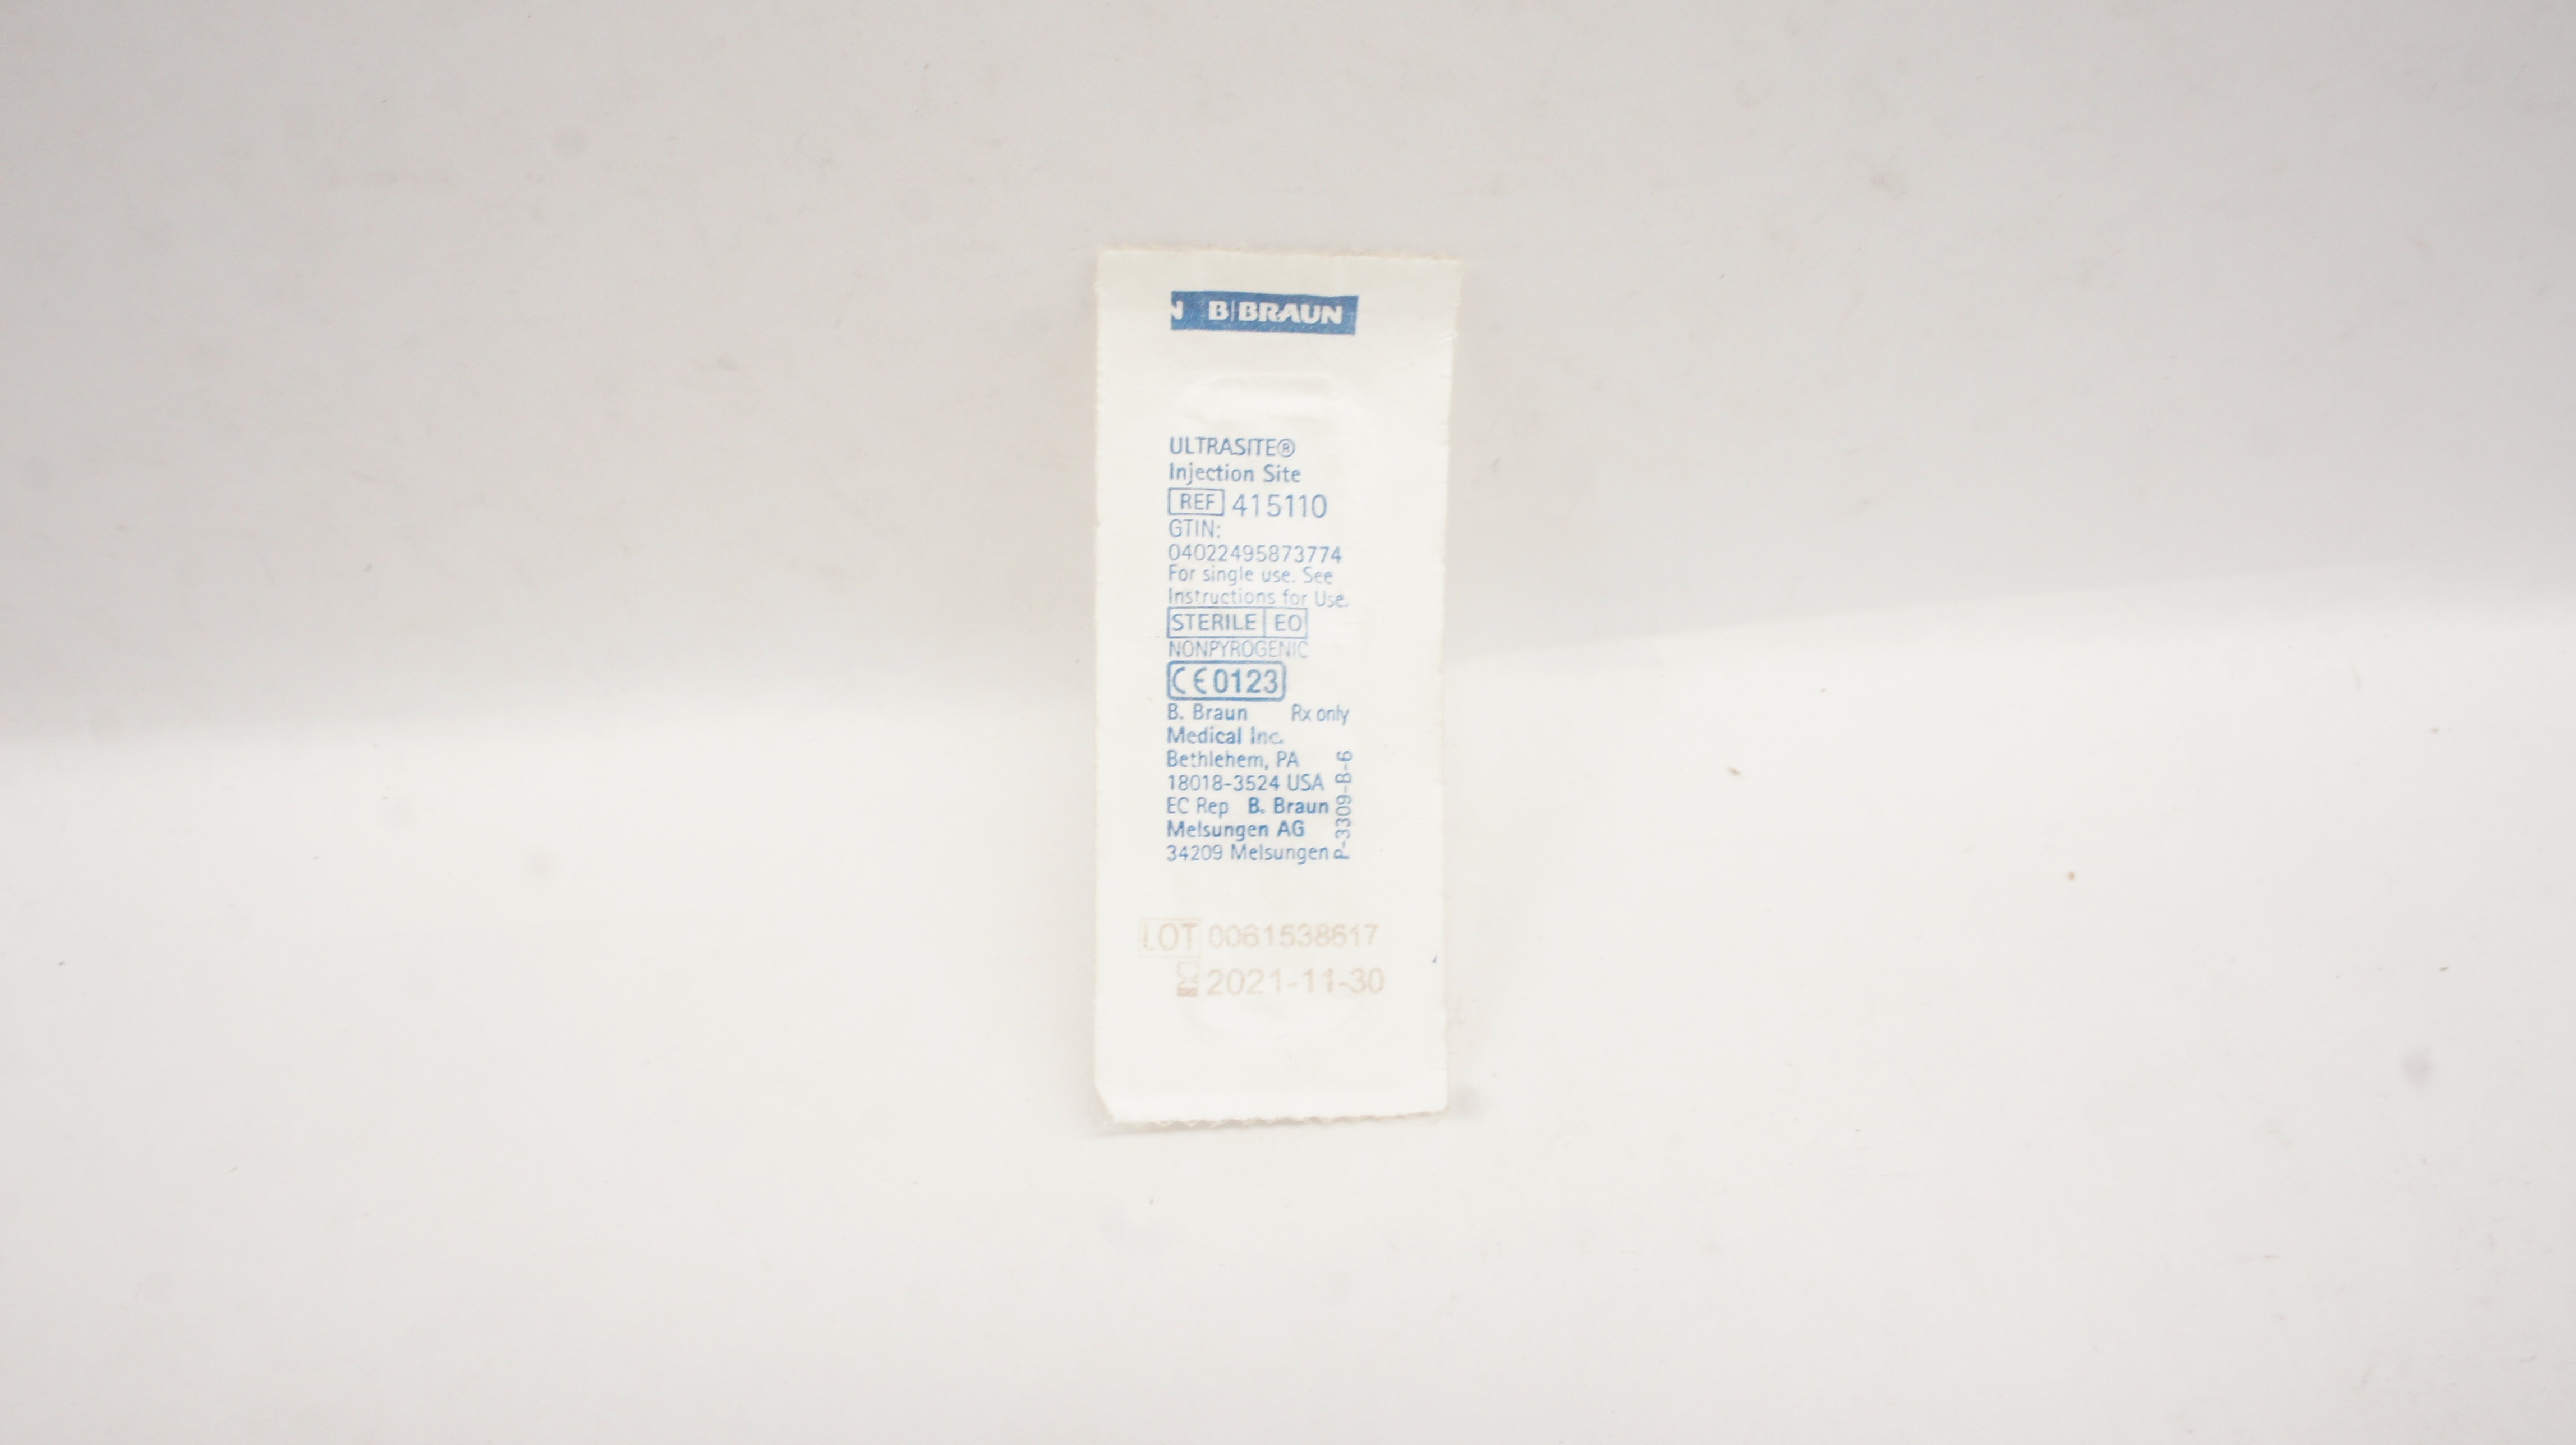 N B|BRAUN
ULTRASITE®
Injection Site
REF 415110
GTIN:
04022495873774
For single use. See
Instructions for Use.
STERILE EO
NONPYROGENIC
CE0123
B. Braun Rx only
Medical Inc.
Bethlehem, PA
18018-3524 USA
EC Rep B. Braun
Melsungen AG
34209 Melsungen
P-3309-B-6
LOT 0061538617
2021-11-30